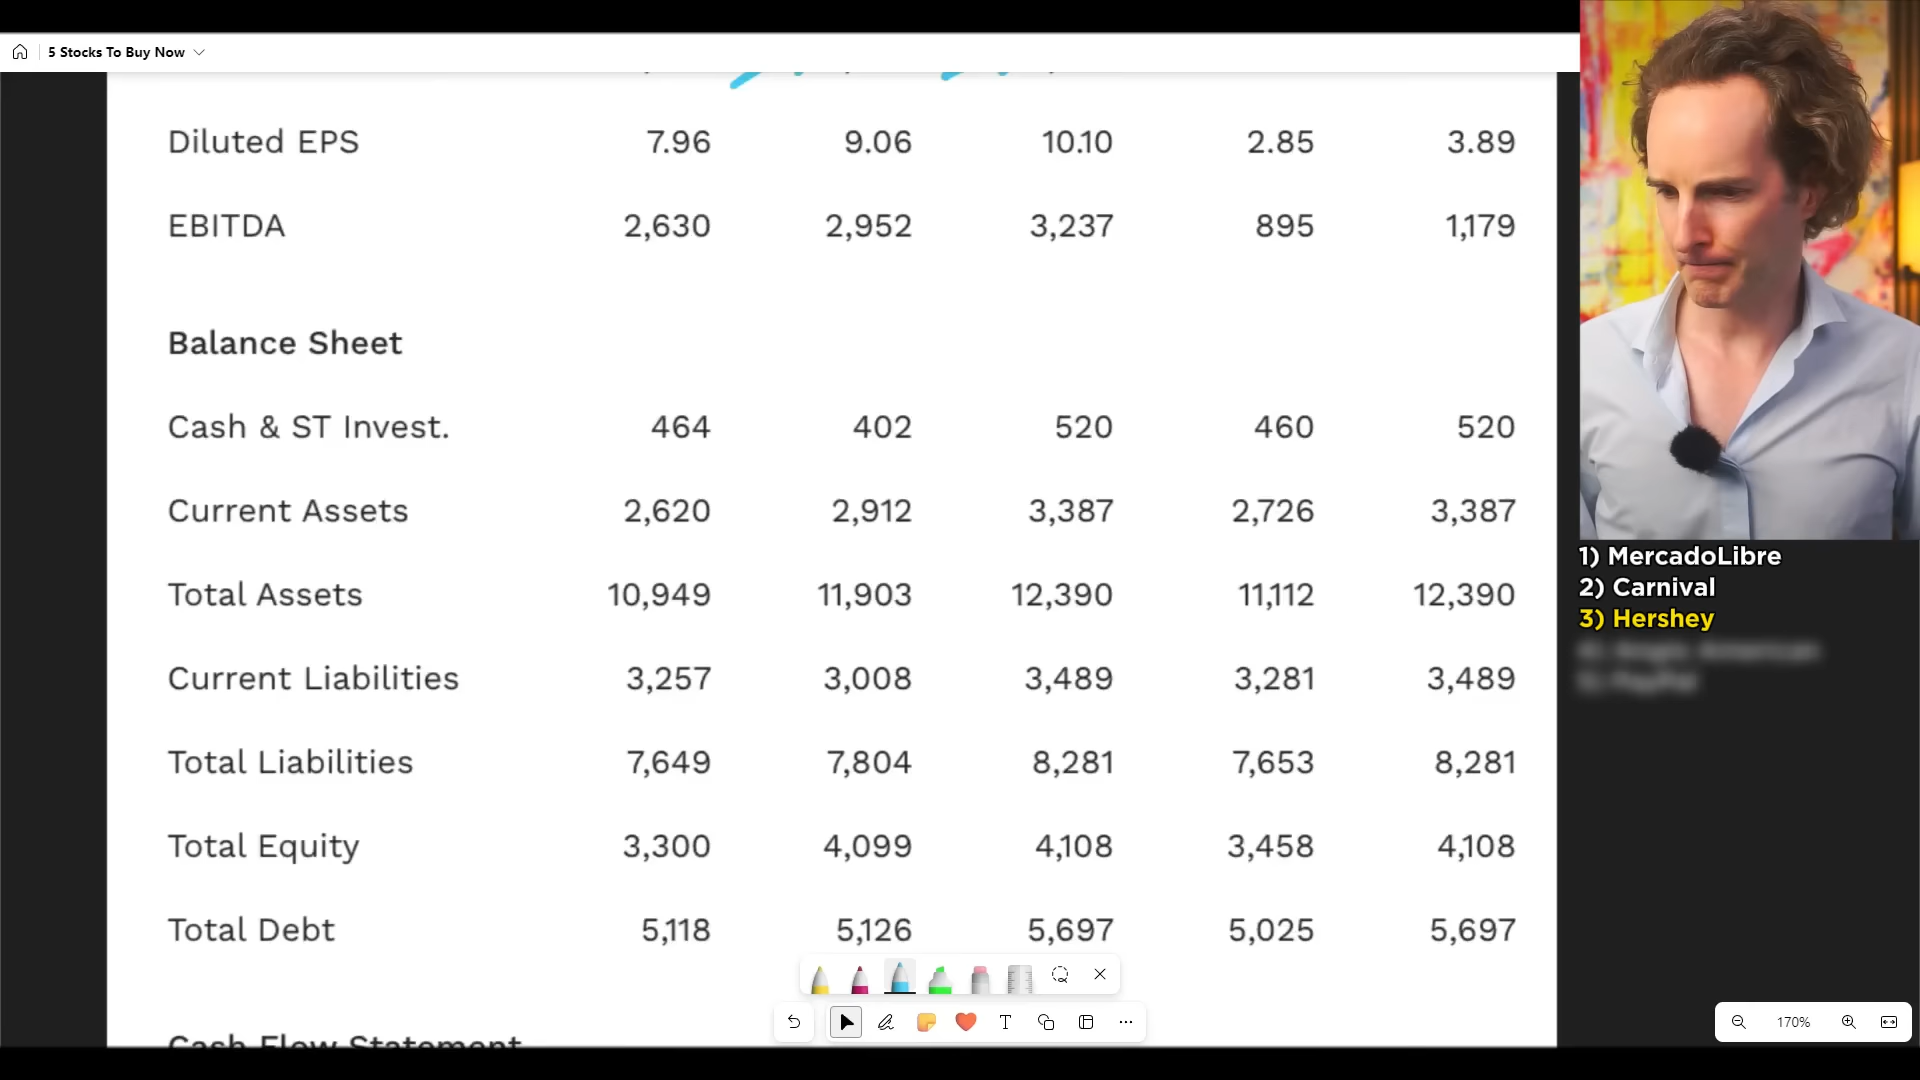 5 Stocks To Buy Now
Diluted EPS 7.96 9.06 10.10 2.85 3.89
EBITDA 2,630 2,952 3,237 895 1,179
Balance Sheet
Cash & ST Invest. 464 402 520 460 520
Current Assets 2,620 2,912 3,387 2,726 3,387
Total Assets 10,949 11,903 12,390 11,112 12,390
Current Liabilities 3,257 3,008 3,489 3,281 3,489
Total Liabilities 7,649 7,804 8,281 7,653 8,281
Total Equity 3,300 4,099 4,108 3,458 4,108
Total Debt 5,118 5,126 5,697 5,025 5,697
Cash Flow Statement
1) MercadoLibre
2) Carnival
3) Hershey
170%